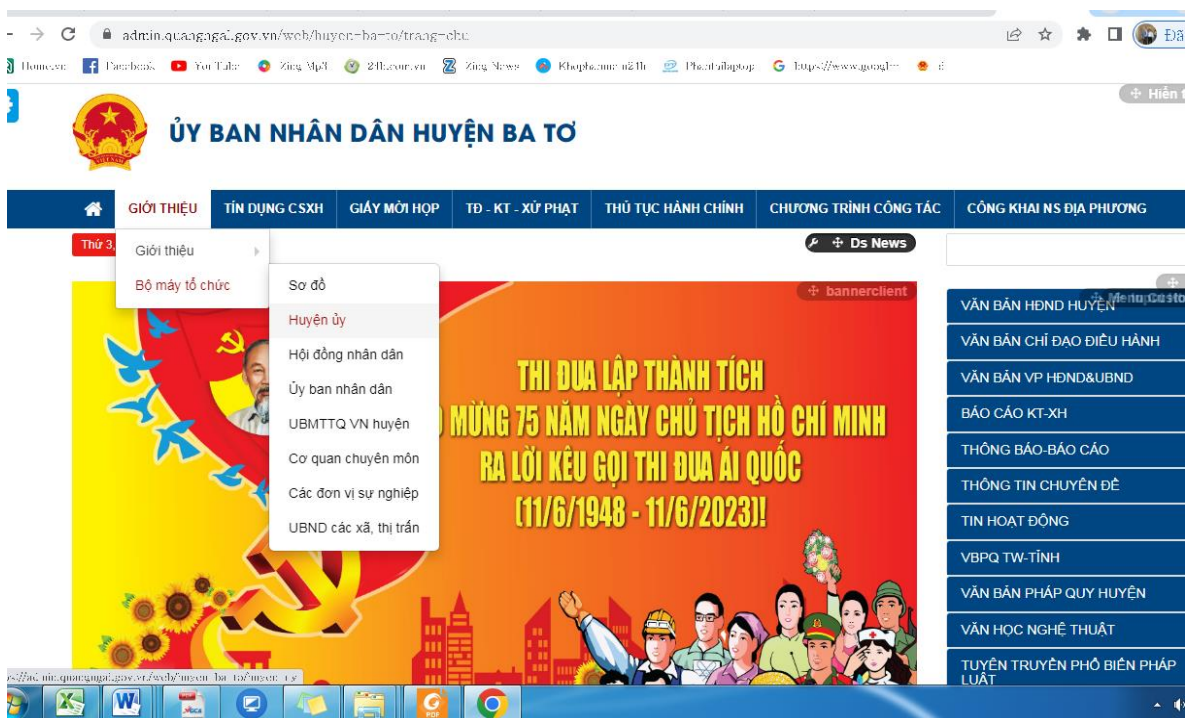 admin.quangngai.gov.vn/web/huyen-ba-to/trang-chu
Facebook YouTube Zing Mp3 24h.com.vn Zing News
Hiển
ỦY BAN NHÂN DÂN HUYỆN BA TƠ
GIỚI THIỆU TÍN DỤNG CSXH GIẤY MỜI HỌP TĐ - KT - XỬ PHẠT THỦ TỤC HÀNH CHÍNH CHƯƠNG TRÌNH CÔNG TÁC CÔNG KHAI NS ĐỊA PHƯƠNG
Thứ 3,
Ds News
Giới thiệu
Bộ máy tổ chức
Sơ đồ
Huyện ủy
Hội đồng nhân dân
Ủy ban nhân dân
UBMTTQ VN huyện
Cơ quan chuyên môn
Các đơn vị sự nghiệp
UBND các xã, thị trấn
bannerclient
THI ĐUA LẬP THÀNH TÍCH
MỪNG 75 NĂM NGÀY CHỦ TỊCH HỒ CHÍ MINH
RA LỜI KÊU GỌI THI ĐUA ÁI QUỐC
(11/6/1948 - 11/6/2023)!
VĂN BẢN HĐND HUYỆN
VĂN BẢN CHỈ ĐẠO ĐIỀU HÀNH
VĂN BẢN VP HĐND&UBND
BÁO CÁO KT-XH
THÔNG BÁO-BÁO CÁO
THÔNG TIN CHUYÊN ĐỀ
TIN HOẠT ĐỘNG
VBPQ TW-TỈNH
VĂN BẢN PHÁP QUY HUYỆN
VĂN HỌC NGHỆ THUẬT
TUYÊN TRUYỀN PHỔ BIẾN PHÁP
LUẬT